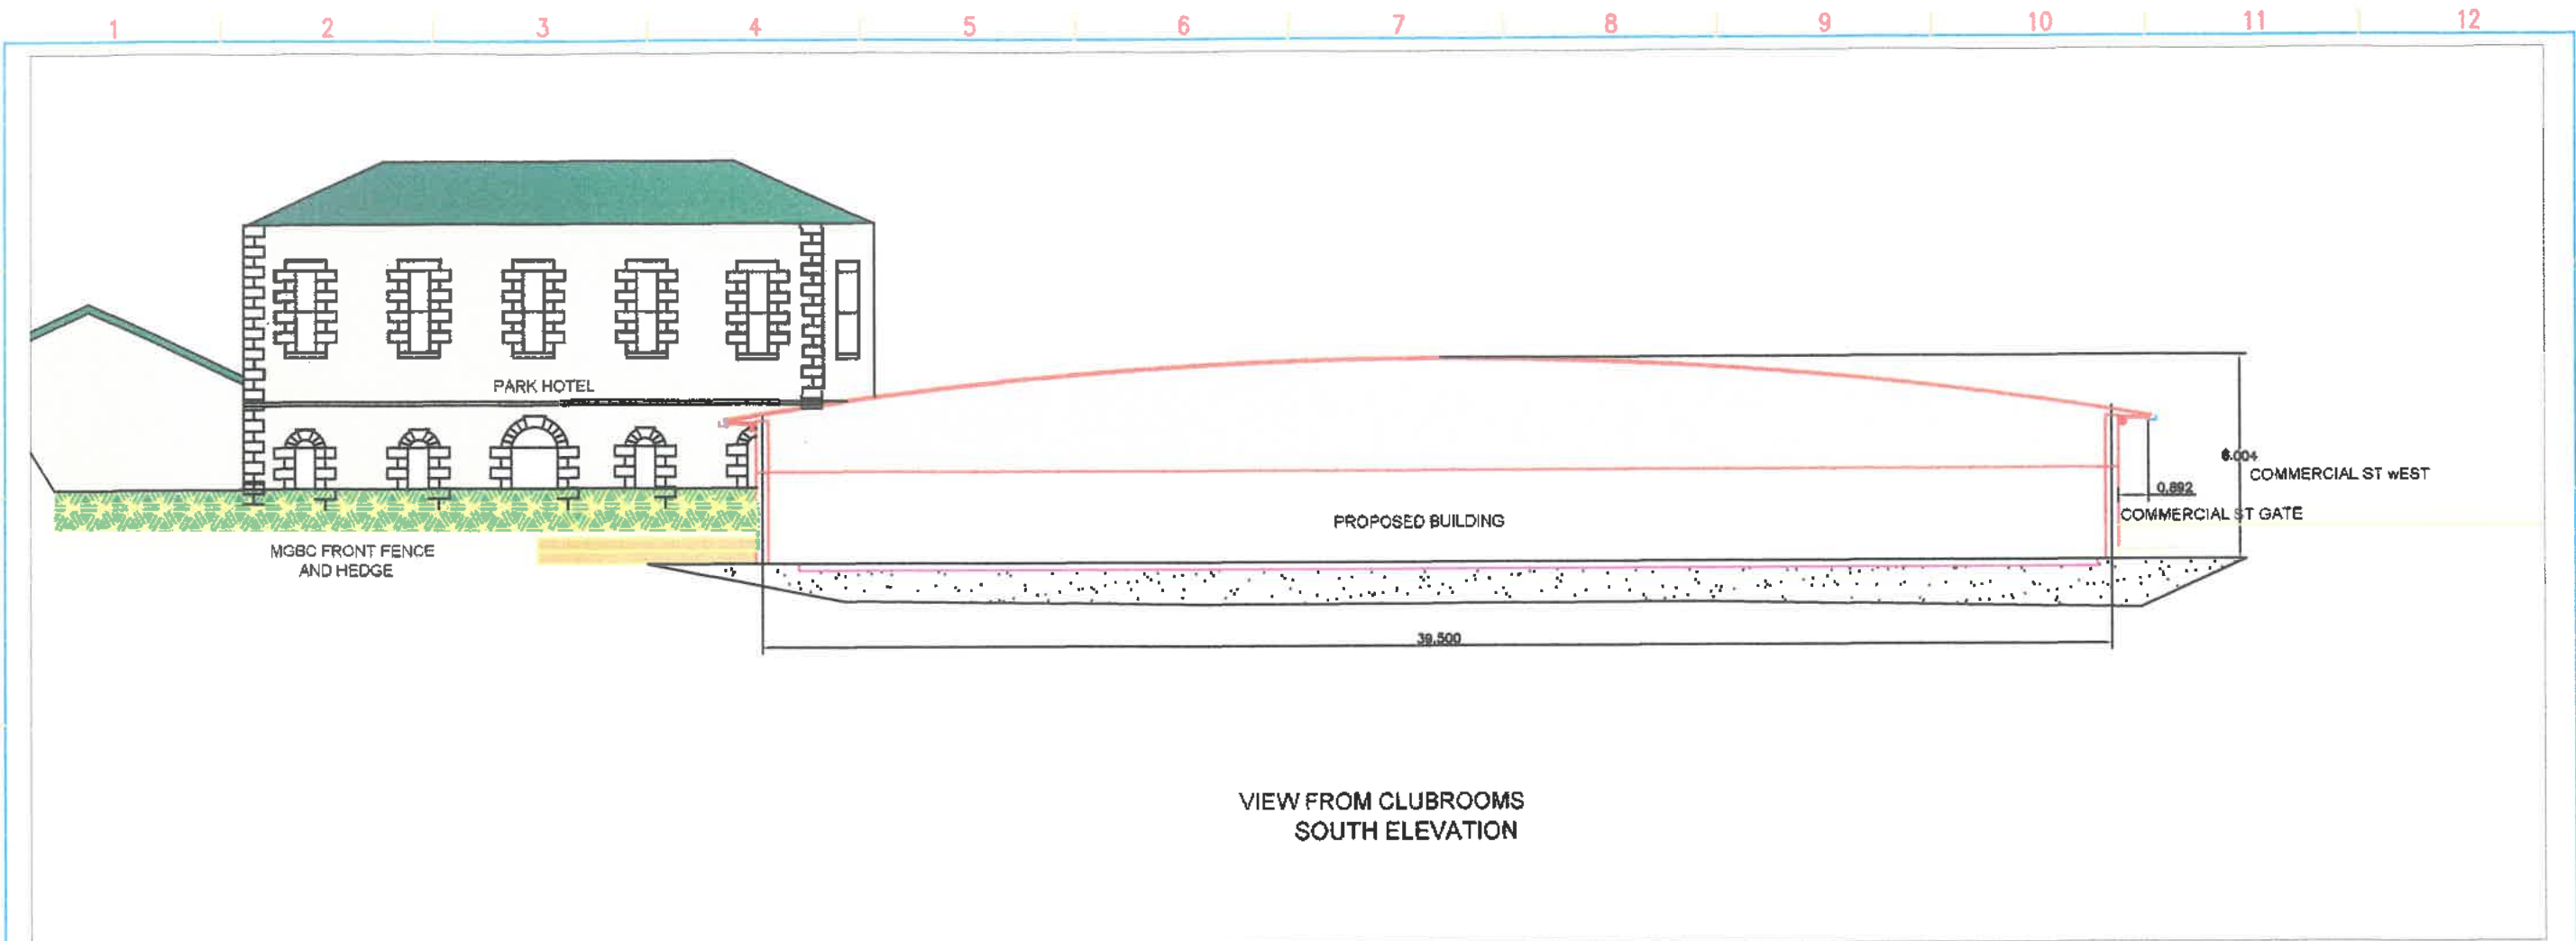 1 2 3 4 5 6 7 8 9 10 11 12
PARK HOTEL
6.004
COMMERCIAL ST wEST
0.892
COMMERCIAL ST GATE
PROPOSED BUILDING
MGBC FRONT FENCE
AND HEDGE
39.500
VIEW FROM CLUBROOMS
SOUTH ELEVATION